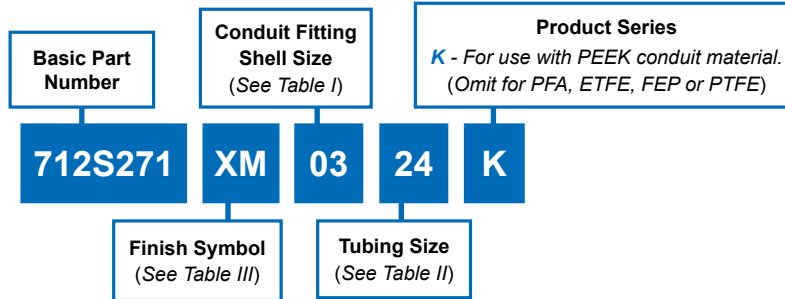 Basic Part
Number
Conduit Fitting
Shell Size
(See Table I)
Product Series
K - For use with PEEK conduit material.
(Omit for PFA, ETFE, FEP or PTFE)
712S271 XM 03 24 K
Finish Symbol
(See Table III)
Tubing Size
(See Table II)